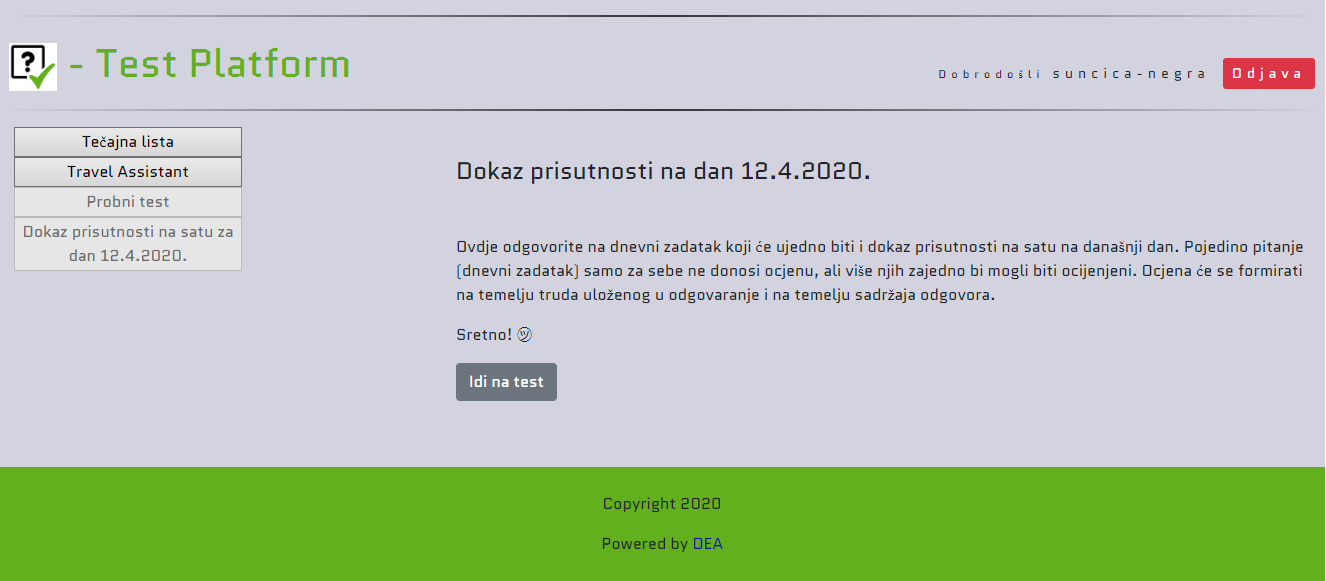 - Test Platform
Dobrodošli suncica-negra
Odjava
Tečajna lista
Travel Assistant
Probni test
Dokaz prisutnosti na satu za
dan 12.4.2020.
Dokaz prisutnosti na dan 12.4.2020.
Ovdje odgovorite na dnevni zadatak koji će ujedno biti i dokaz prisutnosti na satu na današnji dan. Pojedino pitanje
(dnevni zadatak) samo za sebe ne donosi ocjenu, ali više njih zajedno bi mogli biti ocijenjeni. Ocjena će se formirati
na temelju truda uloženog u odgovaranje i na temelju sadržaja odgovora.
Sretno! ㋡
Idi na test
Copyright 2020
Powered by DEA